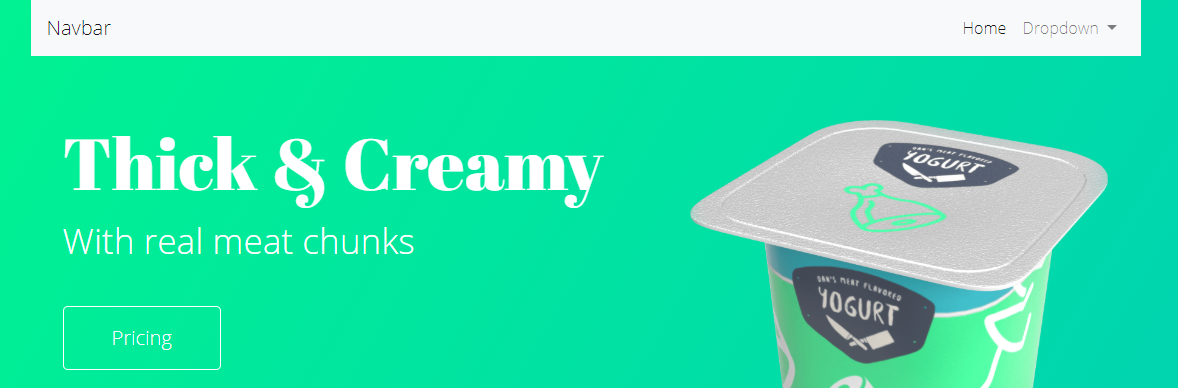 Navbar
Home Dropdown
Thick & Creamy
With real meat chunks
Pricing
DAN'S MEAT FLAVORED
YOGURT
DAN'S MEAT FLAVORED
YOGURT